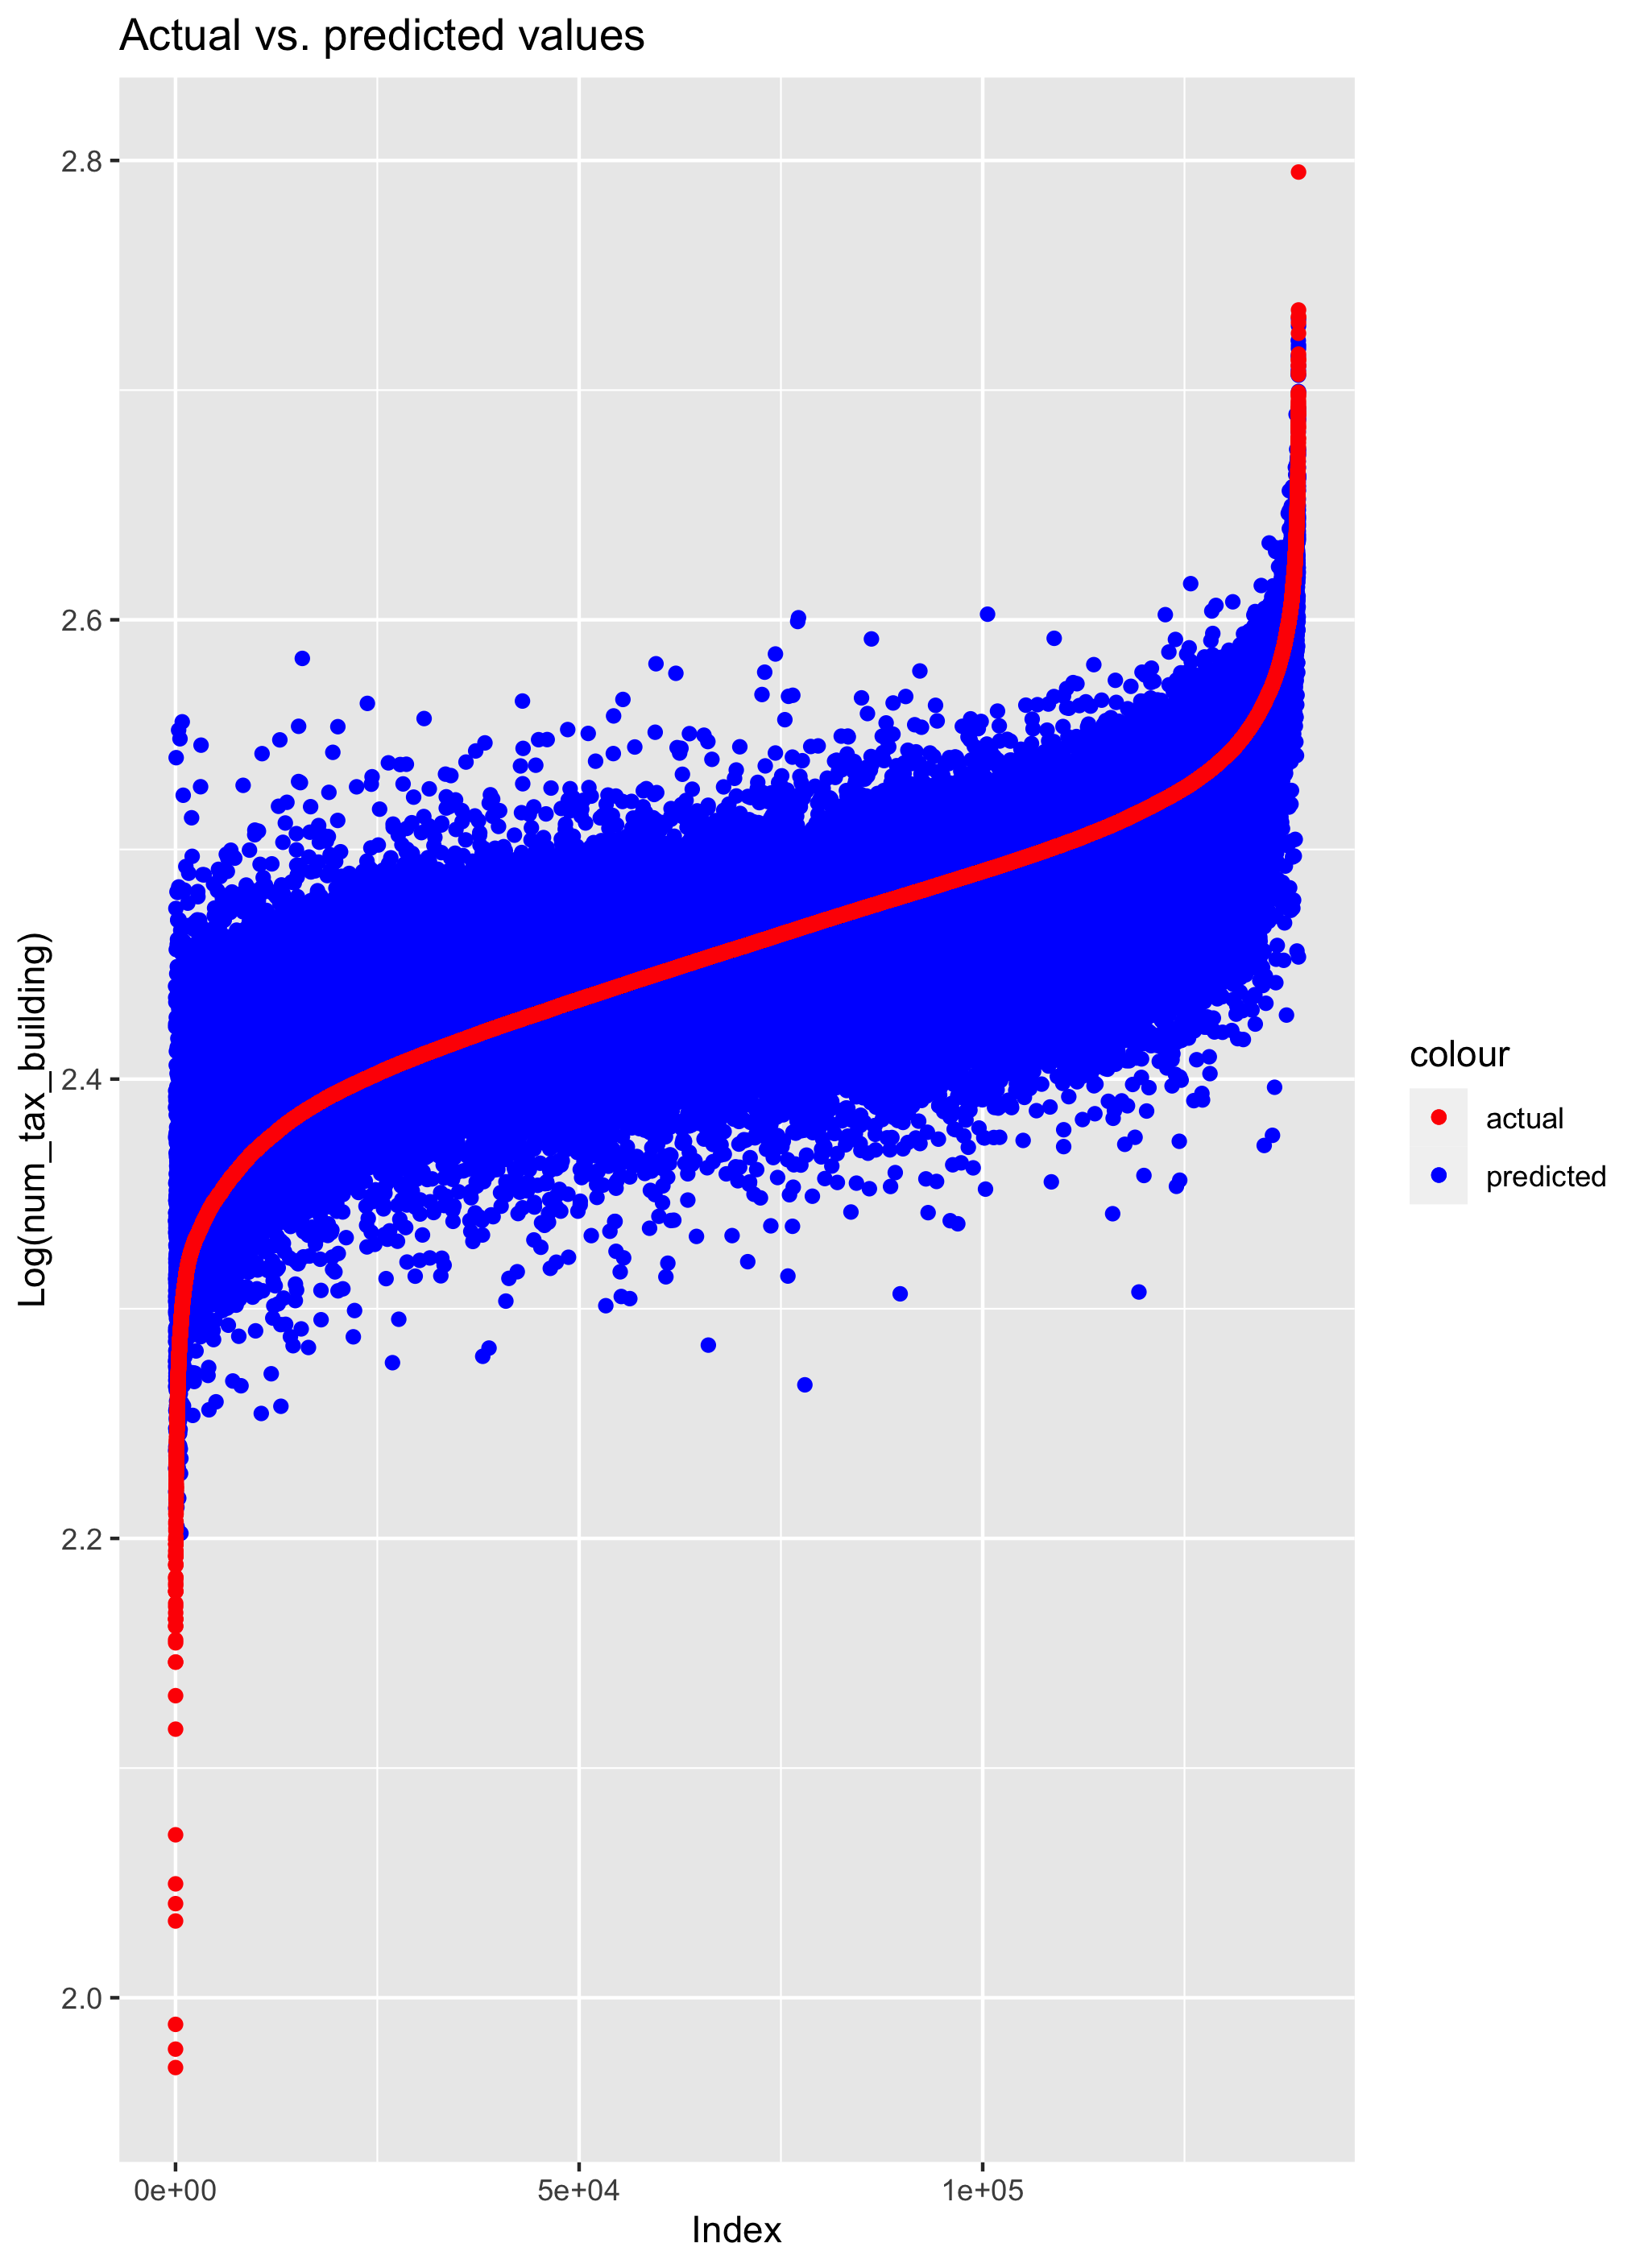 Actual vs. predicted values
Log(num_tax_building)
2.8
2.6
2.4
2.2
2.0
0e+00 5e+04 1e+05
Index
colour
actual
predicted